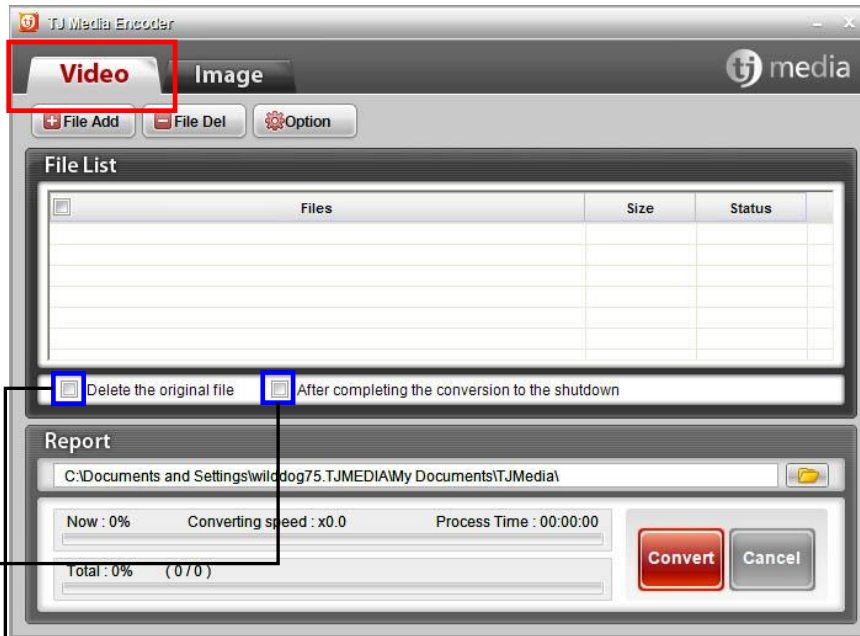 TJ Media Encoder
Video Image tj media
File Add File Del Option
File List
Files Size Status
Delete the original file After completing the conversion to the shutdown
Report
C:\Documents and Settings\wilddog75.TJMEDIA\My Documents\TJMedia\
Now : 0% Converting speed : x0.0 Process Time : 00:00:00
Total : 0% ( 0 / 0 )
Convert Cancel